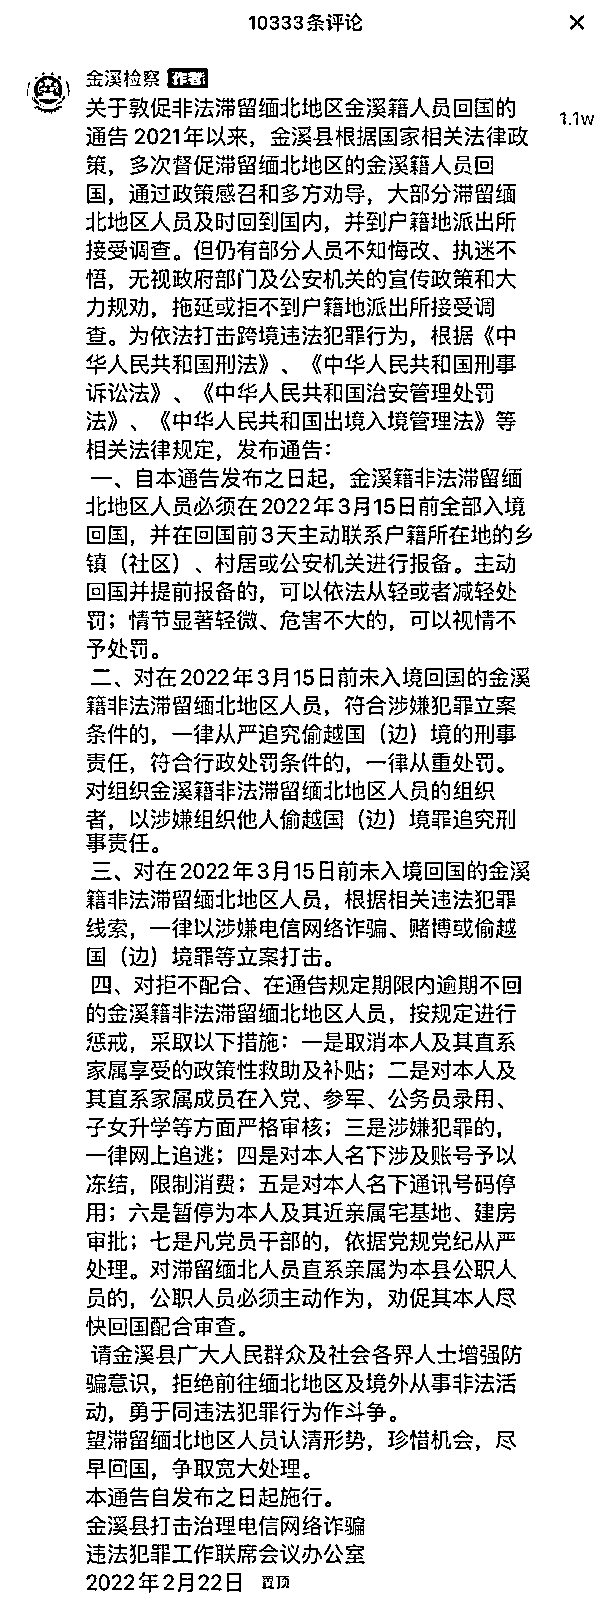 10333条评论
金溪检察 作者
1.1w
关于敦促非法滞留缅北地区金溪籍人员回国的
通告 2021年以来，金溪县根据国家相关法律政
策，多次督促滞留缅北地区的金溪籍人员回
国，通过政策感召和多方劝导，大部分滞留缅
北地区人员及时回到国内，并到户籍地派出所
接受调查。但仍有部分人员不知悔改、执迷不
悟，无视政府部门及公安机关的宣传政策和大
力规劝，拖延或拒不到户籍地派出所接受调
查。为依法打击跨境违法犯罪行为，根据《中
华人民共和国刑法》、《中华人民共和国刑事
诉讼法》、《中华人民共和国治安管理处罚
法》、《中华人民共和国出境入境管理法》等
相关法律规定，发布通告：
一、自本通告发布之日起，金溪籍非法滞留缅
北地区人员必须在2022年3月15日前全部入境
回国，并在回国前3天主动联系户籍所在地的乡
镇（社区）、村居或公安机关进行报备。主动
回国并提前报备的，可以依法从轻或者减轻处
罚；情节显著轻微、危害不大的，可以视情不
予处罚。
二、对在2022年3月15日前未入境回国的金溪
籍非法滞留缅北地区人员，符合涉嫌犯罪立案
条件的，一律从严追究偷越国（边）境的刑事
责任，符合行政处罚条件的，一律从重处罚。
对组织金溪籍非法滞留缅北地区人员的组织
者，以涉嫌组织他人偷越国（边）境罪追究刑
事责任。
三、对在2022年3月15日前未入境回国的金溪
籍非法滞留缅北地区人员，根据相关违法犯罪
线索，一律以涉嫌电信网络诈骗、赌博或偷越
国（边）境罪等立案打击。
四、对拒不配合、在通告规定期限内逾期不回
的金溪籍非法滞留缅北地区人员，按规定进行
惩戒，采取以下措施：一是取消本人及其直系
家属享受的政策性救助及补贴；二是对本人及
其直系家属成员在入党、参军、公务员录用、
子女升学等方面严格审核；三是涉嫌犯罪的，
一律网上追逃；四是对本人名下涉及账号予以
冻结，限制消费；五是对本人名下通讯号码停
用；六是暂停为本人及其近亲属宅基地、建房
审批；七是凡党员干部的，依据党规党纪从严
处理。对滞留缅北人员直系亲属为本县公职人
员的，公职人员必须主动作为，劝促其本人尽
快回国配合审查。
请金溪县广大人民群众及社会各界人士增强防
骗意识，拒绝前往缅北地区及境外从事非法活
动，勇于同违法犯罪行为作斗争。
望滞留缅北地区人员认清形势，珍惜机会，尽
早回国，争取宽大处理。
本通告自发布之日起施行。
金溪县打击治理电信网络诈骗
违法犯罪工作联席会议办公室
2022年2月22日 置顶